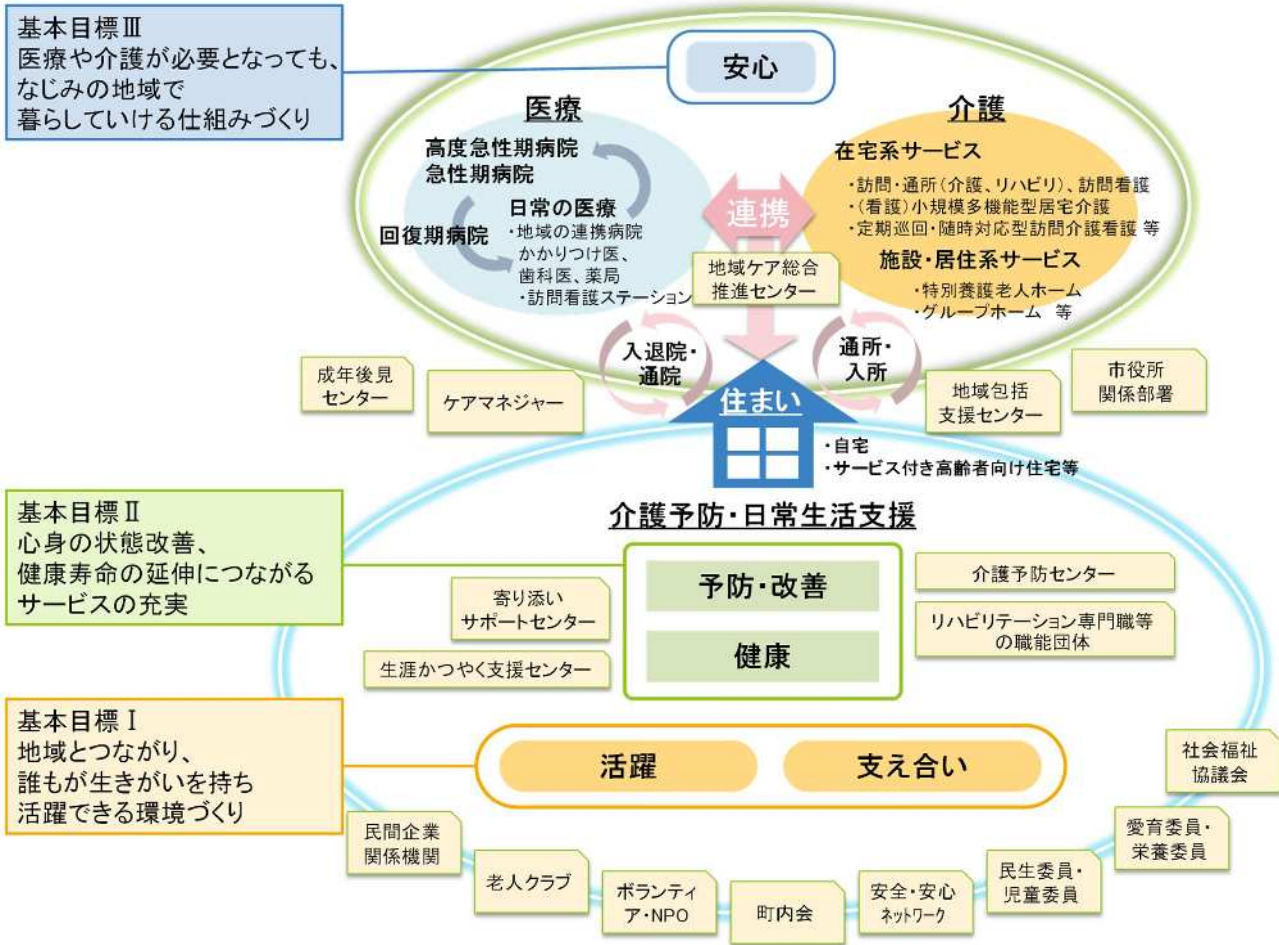 基本目標Ⅲ
医療や介護が必要となっても、
なじみの地域で
暮らしていける仕組みづくり
安心
医療
高度急性期病院
急性期病院
日常の医療
・地域の連携病院
かかりつけ医、
歯科医、薬局
・訪問看護ステーション
回復期病院
連携
地域ケア総合
推進センター
介護
在宅系サービス
・訪問・通所(介護、リハビリ)、訪問看護
・(看護)小規模多機能型居宅介護
・定期巡回・随時対応型訪問介護看護 等
施設・居住系サービス
・特別養護老人ホーム
・グループホーム 等
入退院・
通院
通所・
入所
成年後見
センター
ケアマネジャー
地域包括
支援センター
市役所
関係部署
住まい
・自宅
・サービス付き高齢者向け住宅等
基本目標Ⅱ
心身の状態改善、
健康寿命の延伸につながる
サービスの充実
介護予防・日常生活支援
予防・改善
健康
寄り添い
サポートセンター
生涯かつやく支援センター
介護予防センター
リハビリテーション専門職等
の職能団体
基本目標Ⅰ
地域とつながり、
誰もが生きがいを持ち
活躍できる環境づくり
活躍
支え合い
民間企業
関係機関
老人クラブ
ボランティ
ア・NPO
町内会
安全・安心
ネットワーク
民生委員・
児童委員
愛育委員・
栄養委員
社会福祉
協議会